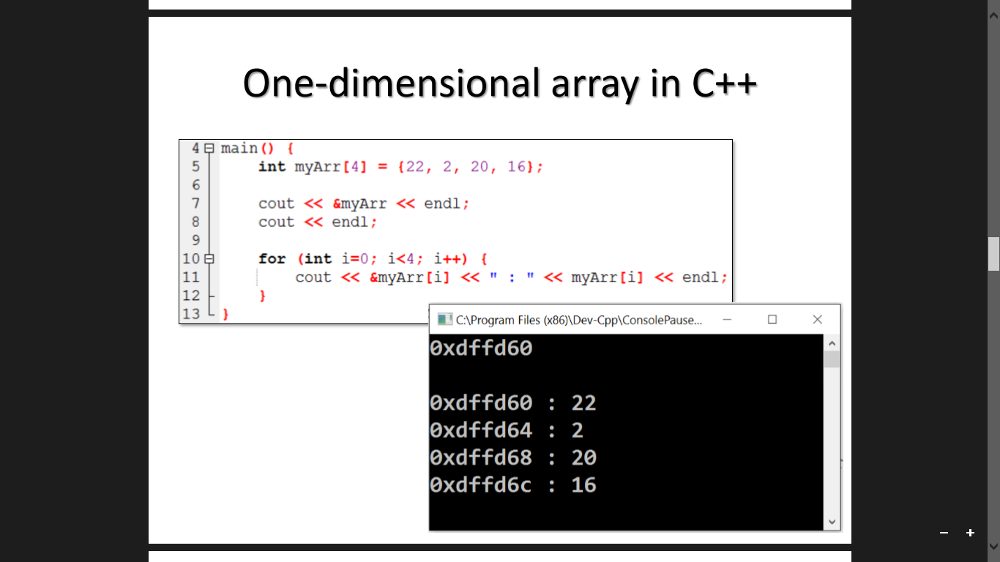 One-dimensional array in C++
4 main() {
5 int myArr[4] = {22, 2, 20, 16};
6
7 cout << &myArr << endl;
8 cout << endl;
9
10 for (int i=0; i<4; i++) {
11 cout << &myArr[i] << " : " << myArr[i] << endl;
12 }
13 }
C:\Program Files (x86)\Dev-Cpp\ConsolePause...
0xdffd60
0xdffd60 : 22
0xdffd64 : 2
0xdffd68 : 20
0xdffd6c : 16